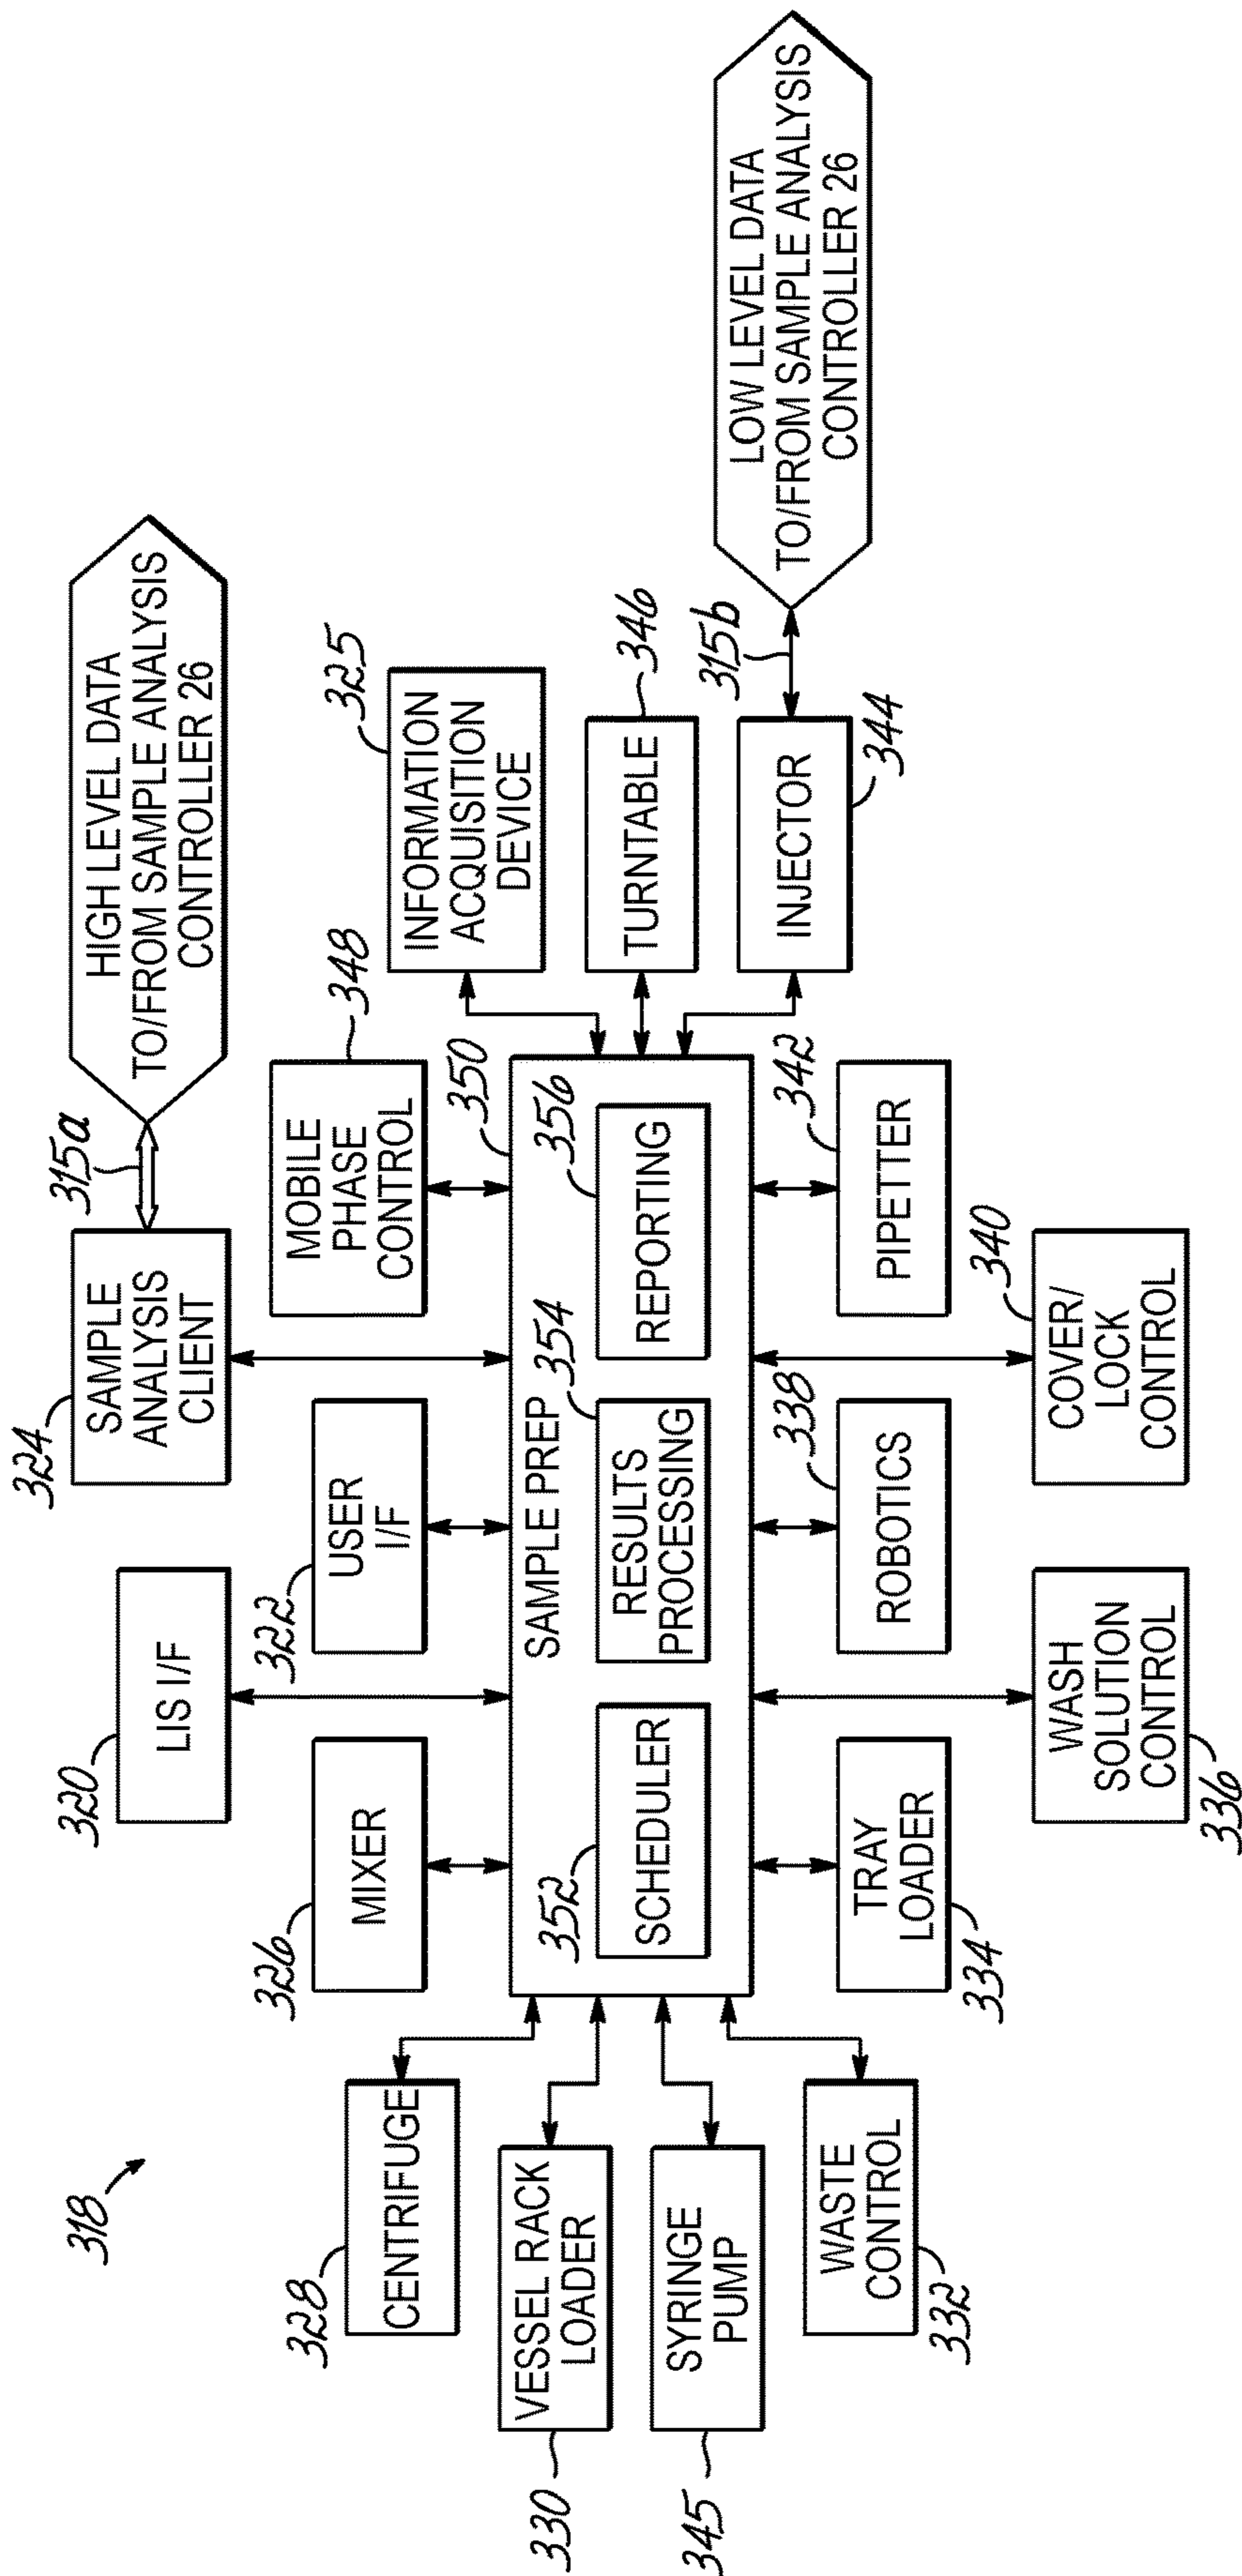 318
328
CENTRIFUGE
330
VESSEL RACK
LOADER
345
SYRINGE
PUMP
332
WASTE
CONTROL
326
MIXER
320
LIS I/F
322
USER
I/F
324
SAMPLE
ANALYSIS
CLIENT
315a
HIGH LEVEL DATA
TO/FROM SAMPLE ANALYSIS
CONTROLLER 26
348
MOBILE
PHASE
CONTROL
350
SAMPLE PREP
352
SCHEDULER
354
RESULTS
PROCESSING
356
REPORTING
325
INFORMATION
ACQUISITION
DEVICE
346
TURNTABLE
344
INJECTOR
315b
LOW LEVEL DATA
TO/FROM SAMPLE ANALYSIS
CONTROLLER 26
334
TRAY
LOADER
336
WASH
SOLUTION
CONTROL
338
ROBOTICS
340
COVER/
LOCK
CONTROL
342
PIPETTER